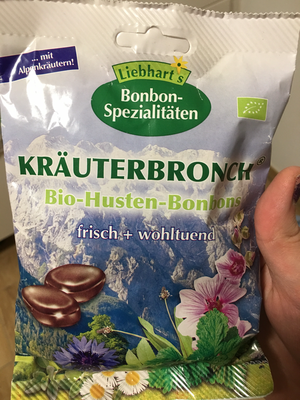 ... mit
Alpenkräutern!
Liebhart's
Bonbon-
Spezialitäten
KRÄUTERBRONCH
Bio-Husten-Bonbons
frisch + wohltuend